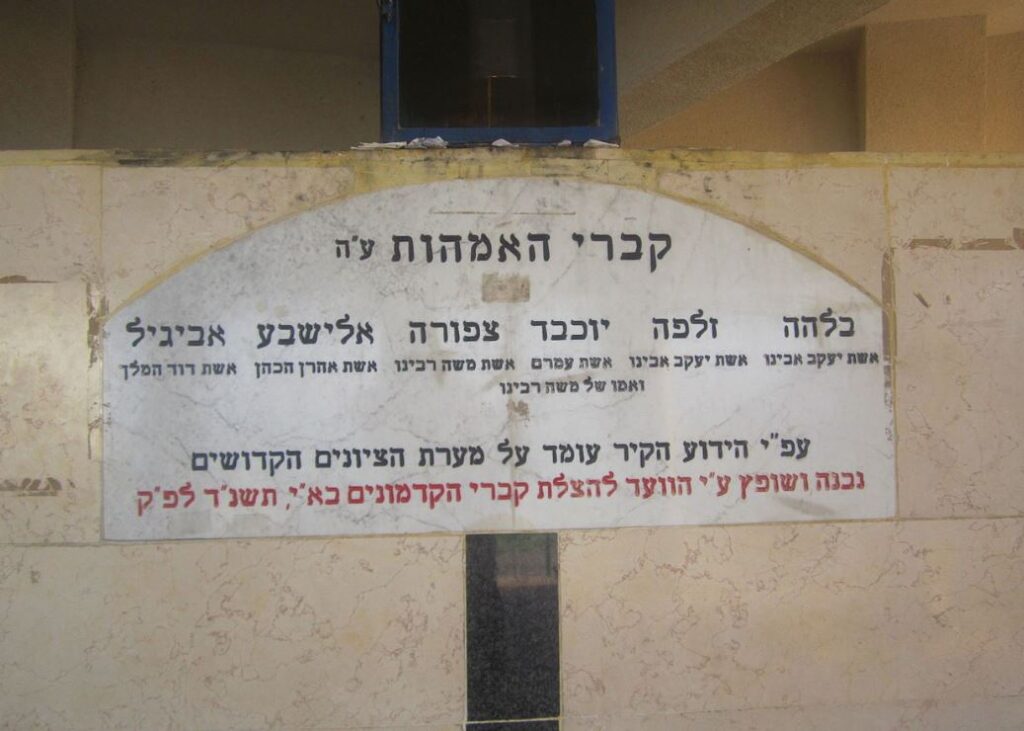 קברי האמהות ע״ה
בלהה זלפה יוכבד צפורה אלישבע אביגיל
אשת יעקב אבינו אשת יעקב אבינו אשת עמרם אשת משה רבינו אשת אהרן הכהן אשת דוד המלך
ואמו של משה רבינו
עפ״י הידוע הקיר עומד על מערת הציונים הקדושים
נבנה ושופץ ע״י הוועד להצלת קברי הקדמונים בא״י, תשנ״ד לפ״ק